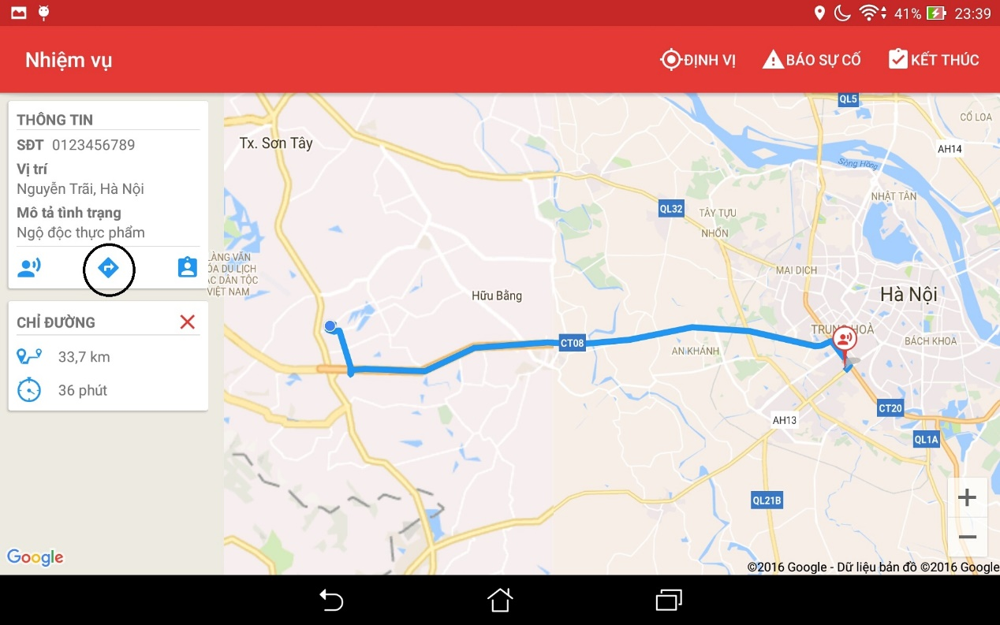 41% 23:39
Nhiệm vụ
ĐỊNH VỊ BÁO SỰ CỐ KẾT THÚC
THÔNG TIN
SĐT 0123456789
Vị trí
Nguyễn Trãi, Hà Nội
Mô tả tình trạng
Ngộ độc thực phẩm
CHỈ ĐƯỜNG
33,7 km
36 phút
QL5
CỔ LOA
Tx. Sơn Tây
AH14
Sông Hồng
NHẬT TÂN
QL32
TÂY TỰU
NHỔN
LÀNG VĂN
ÓA DU LỊCH
ÁC DÂN TỘC
VIỆT NAM
MAI DỊCH
Hữu Bằng
Hà Nội
TRUNG HOÀ
CT08
BÁCH KHOA
AN KHÁNH
CT20
AH13
QL1A
QL21B
+
−
Google
©2016 Google - Dữ liệu bản đồ ©2016 Google